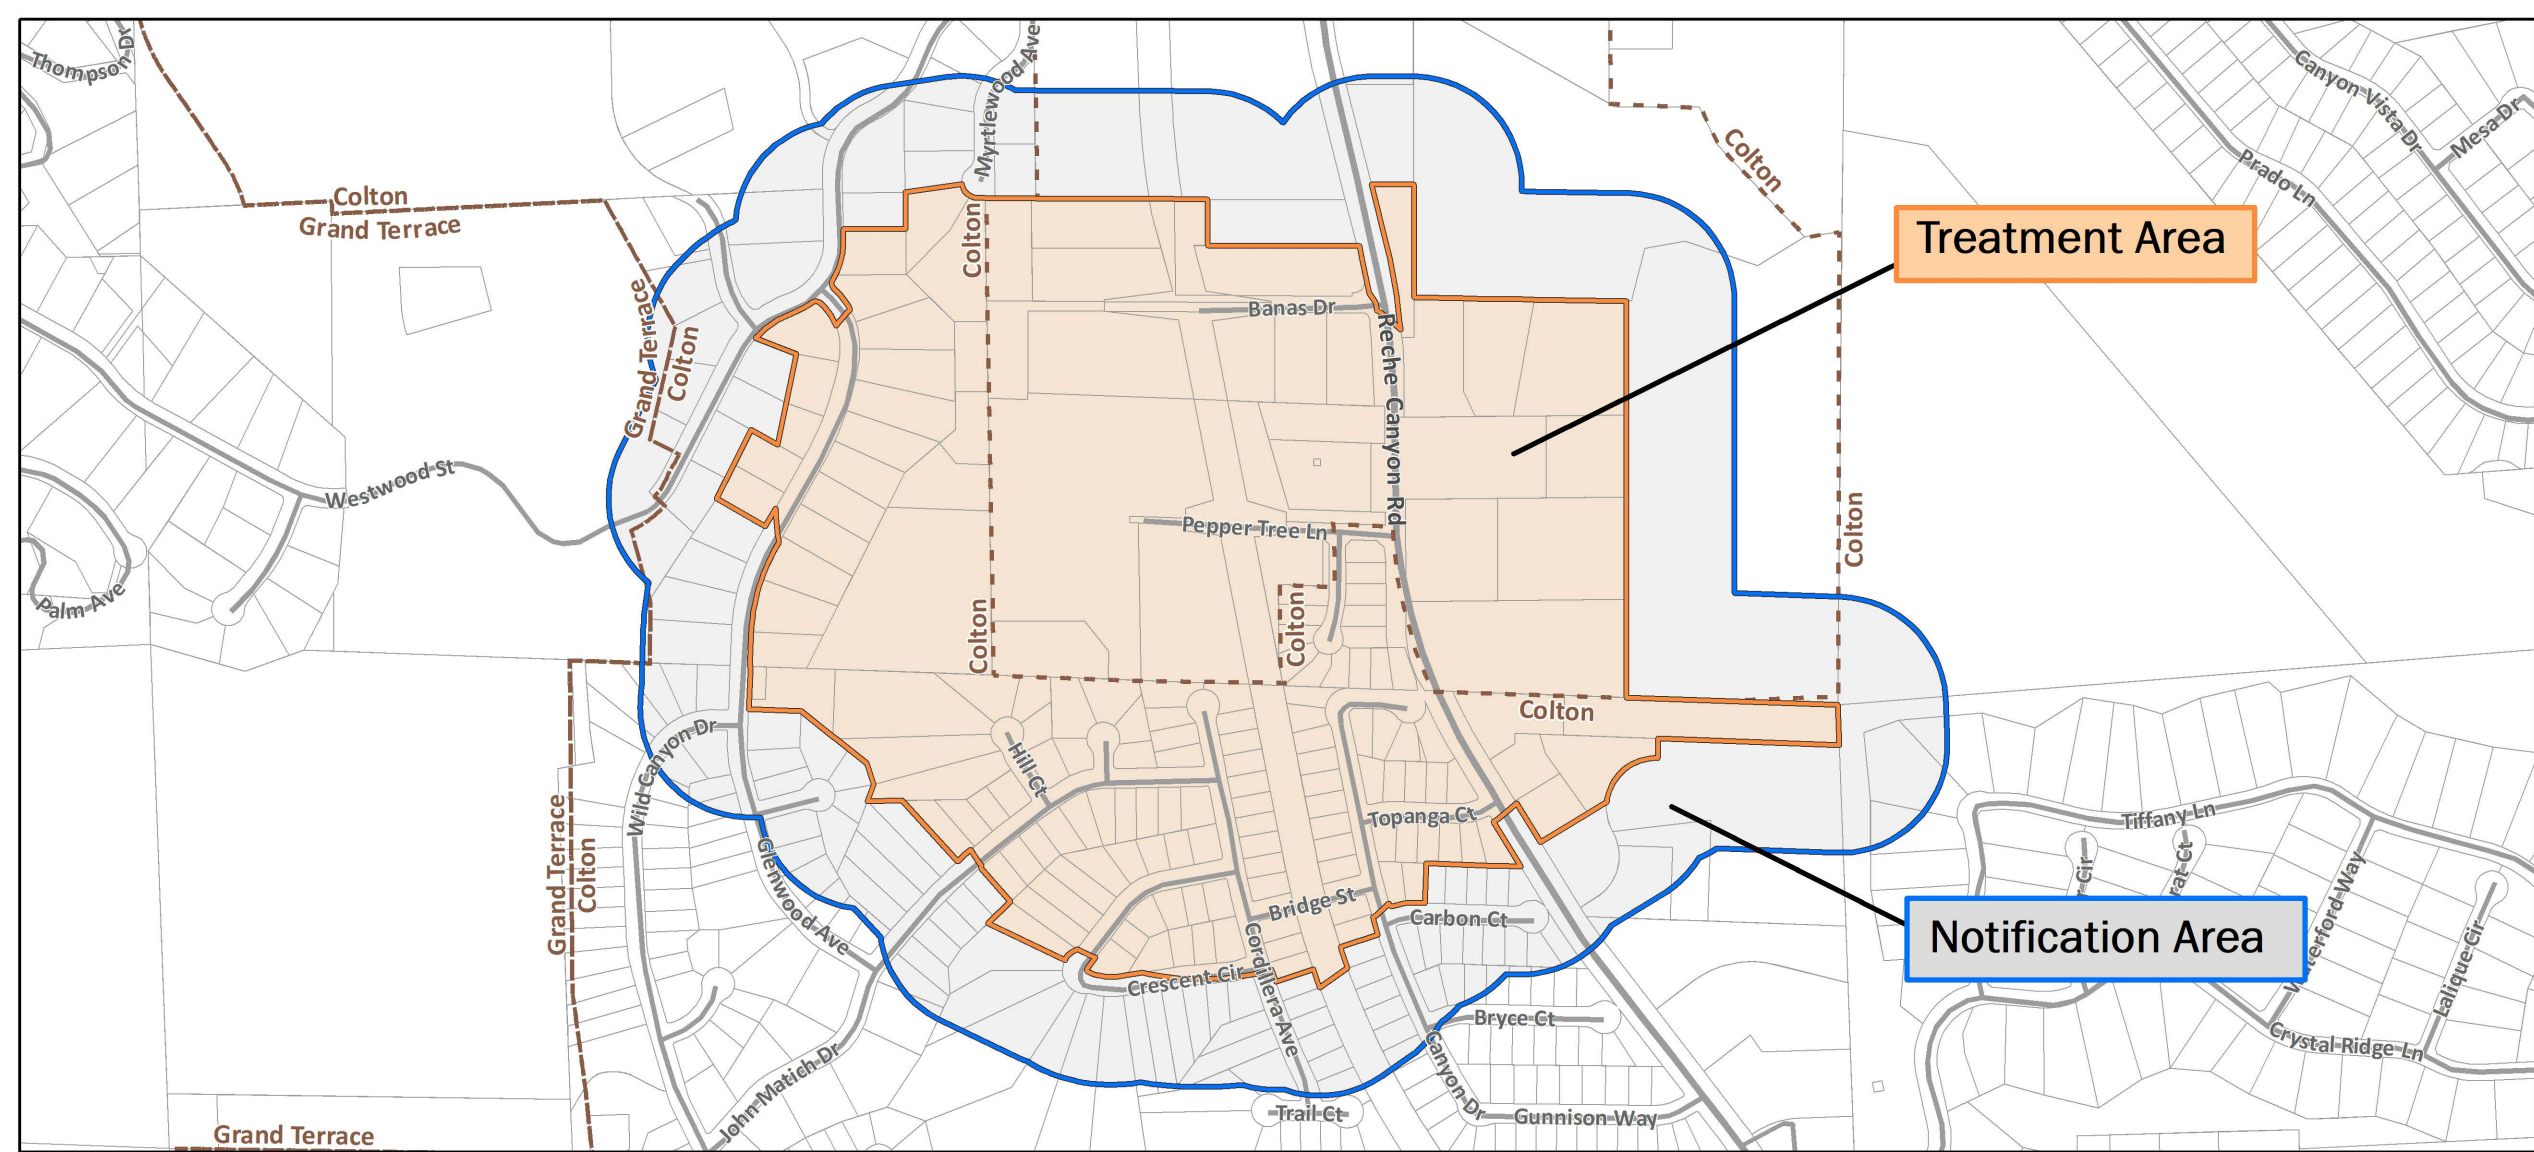 Thompson Dr
Myrtlewood Ave
Canyon Vista Dr
Mesa Dr
Prado Ln
Colton
Colton
Grand Terrace
Colton
Treatment Area
Grand Terrace
Colton
Banas Dr
Reche Canyon Rd
Westwood St
Pepper Tree Ln
Colton
Palm Ave
Colton
Colton
Colton
Wild Canyon Dr
Hill Ct
Topanga Ct
Tiffany Ln
Grand Terrace
Colton
Glenwood Ave
Bridge St
Carbon Ct
Cordillera Ave
Crescent Cir
Notification Area
r Cir
rat Ct
Lalique Cir
Bryce Ct
Canyon Dr
Crystal Ridge Ln
John Matich Dr
Trail Ct
Gunnison Way
Grand Terrace